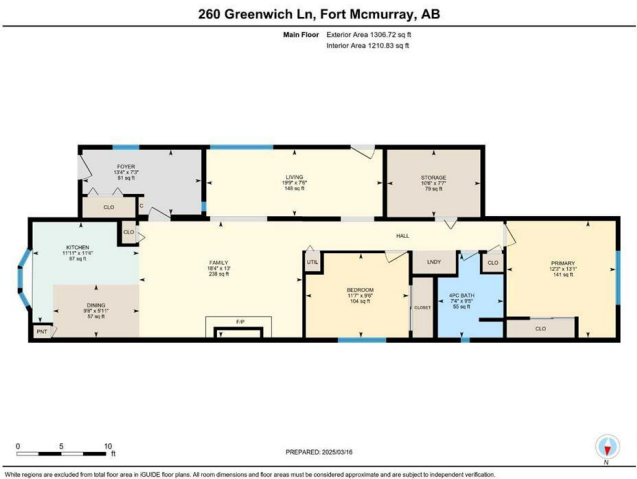 260 Greenwich Ln, Fort Mcmurray, AB
Main Floor Exterior Area 1306.72 sq ft
Interior Area 1210.83 sq ft
FOYER
13'4" x 7'3"
81 sq ft
LIVING
19'9" x 7'6"
148 sq ft
STORAGE
10'6" x 7'7"
79 sq ft
CLO
C
CLO
HALL
KITCHEN
11'11" x 11'4"
87 sq ft
FAMILY
18'4" x 13'
238 sq ft
UTIL
LNDY
CLO
PRIMARY
12'2" x 13'1"
141 sq ft
BEDROOM
11'7" x 9'6"
104 sq ft
4PC BATH
7'4" x 9'5"
55 sq ft
DINING
9'8" x 5'11"
57 sq ft
CLOSET
F/P
PNT
CLO
0 5 10
ft
PREPARED: 2025/03/16
N
White regions are excluded from total floor area in iGUIDE floor plans. All room dimensions and floor areas must be considered approximate and are subject to independent verification.